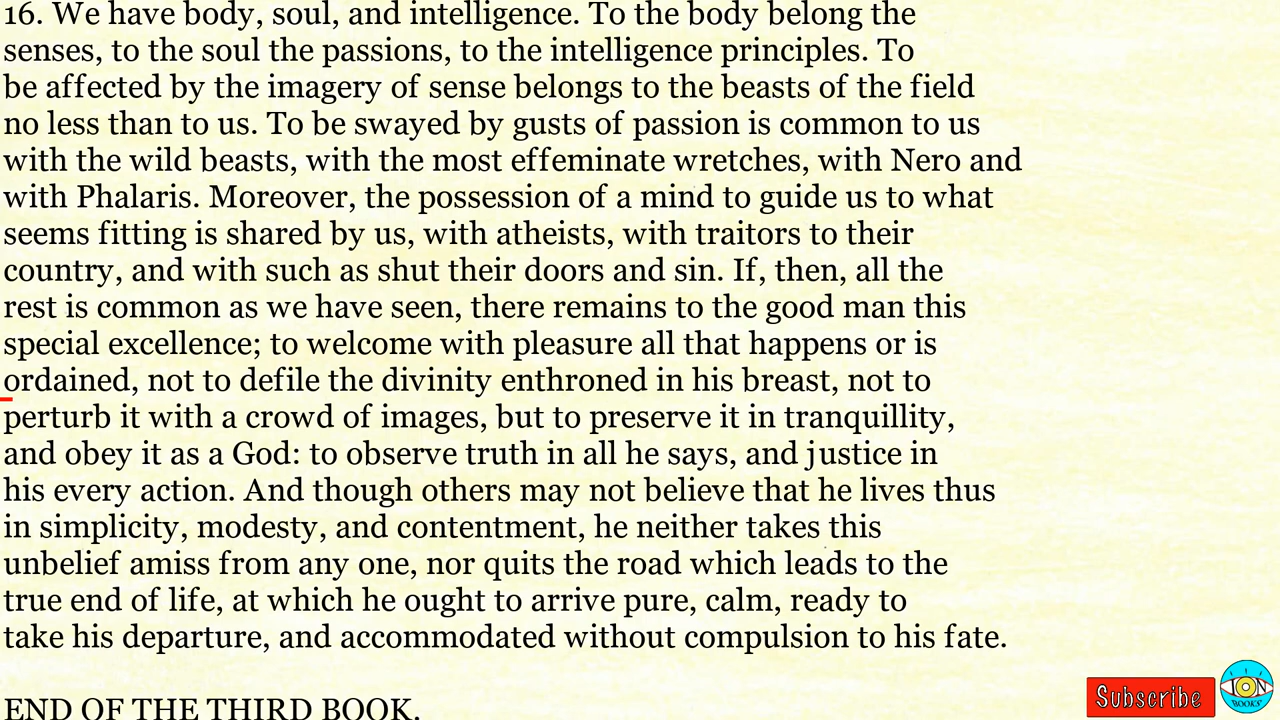 16. We have body, soul, and intelligence. To the body belong the
senses, to the soul the passions, to the intelligence principles. To
be affected by the imagery of sense belongs to the beasts of the field
no less than to us. To be swayed by gusts of passion is common to us
with the wild beasts, with the most effeminate wretches, with Nero and
with Phalaris. Moreover, the possession of a mind to guide us to what
seems fitting is shared by us, with atheists, with traitors to their
country, and with such as shut their doors and sin. If, then, all the
rest is common as we have seen, there remains to the good man this
special excellence; to welcome with pleasure all that happens or is
ordained, not to defile the divinity enthroned in his breast, not to
perturb it with a crowd of images, but to preserve it in tranquillity,
and obey it as a God: to observe truth in all he says, and justice in
his every action. And though others may not believe that he lives thus
in simplicity, modesty, and contentment, he neither takes this
unbelief amiss from any one, nor quits the road which leads to the
true end of life, at which he ought to arrive pure, calm, ready to
take his departure, and accommodated without compulsion to his fate.
END OF THE THIRD BOOK.
Subscribe
ION
BOOKS